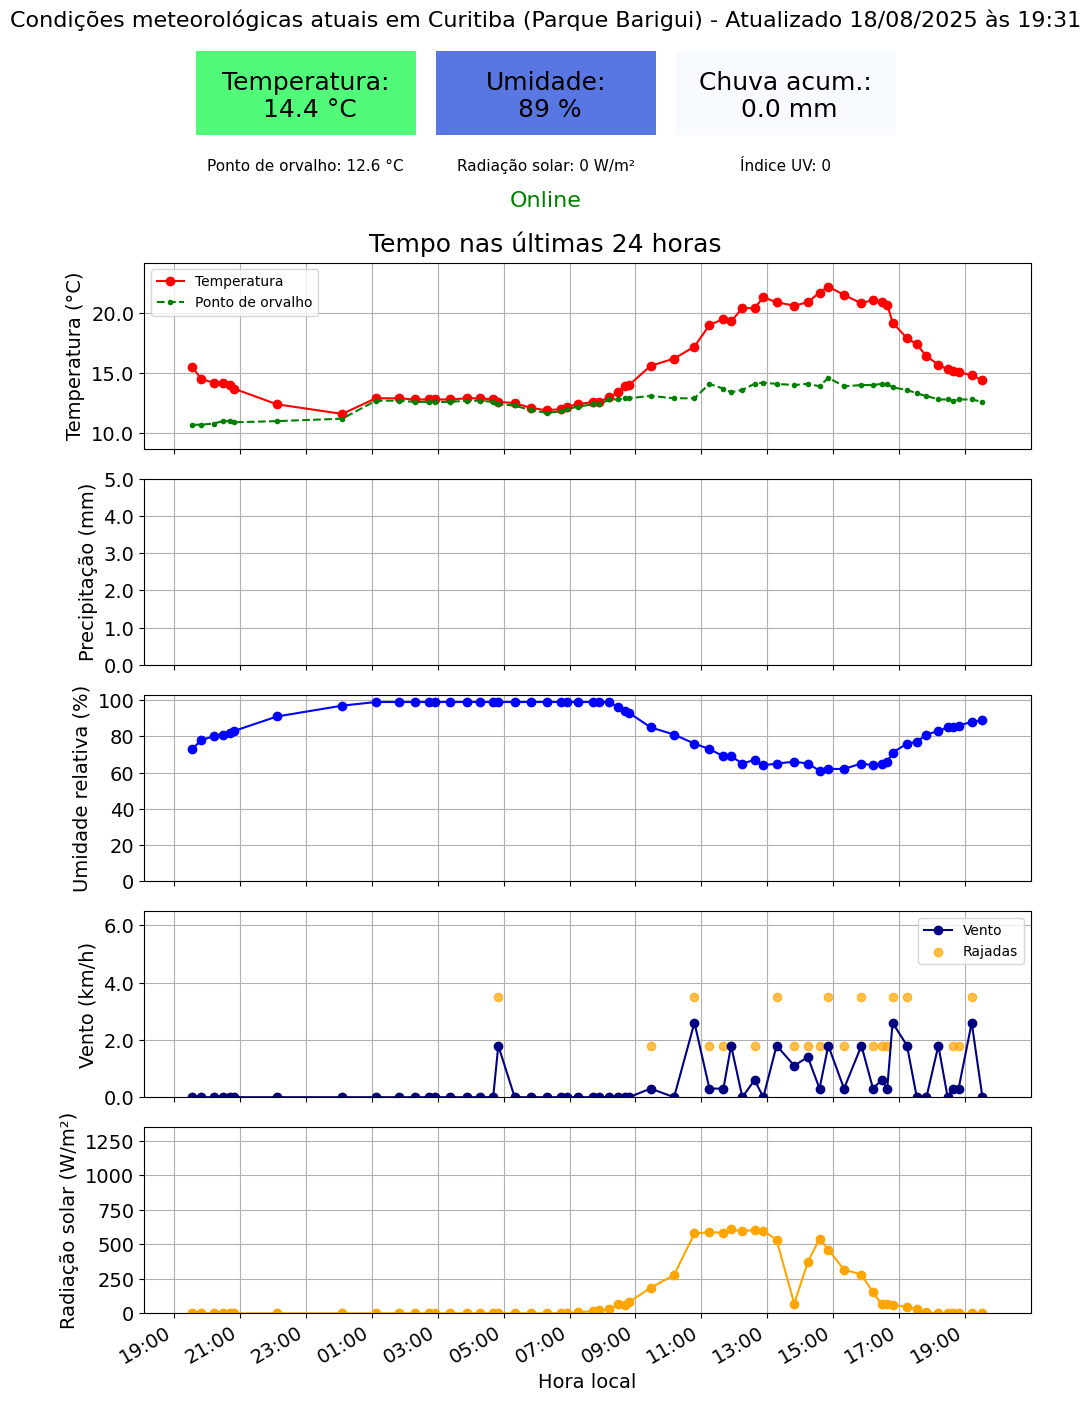 Condições meteorológicas atuais em Curitiba (Parque Barigui) - Atualizado 18/08/2025 às 19:31
Temperatura:
14.4 °C
Umidade:
89 %
Chuva acum.:
0.0 mm
Ponto de orvalho: 12.6 °C
Radiação solar: 0 W/m²
Índice UV: 0
Online
Tempo nas últimas 24 horas
Temperatura (°C)
20.0
15.0
10.0
Temperatura
Ponto de orvalho
Precipitação (mm)
5.0
4.0
3.0
2.0
1.0
0.0
Umidade relativa (%)
100
80
60
40
20
0
Vento (km/h)
6.0
4.0
2.0
0.0
Vento
Rajadas
Radiação solar (W/m²)
1250
1000
750
500
250
0
19:00
21:00
23:00
01:00
03:00
05:00
07:00
09:00
11:00
13:00
15:00
17:00
19:00
Hora local